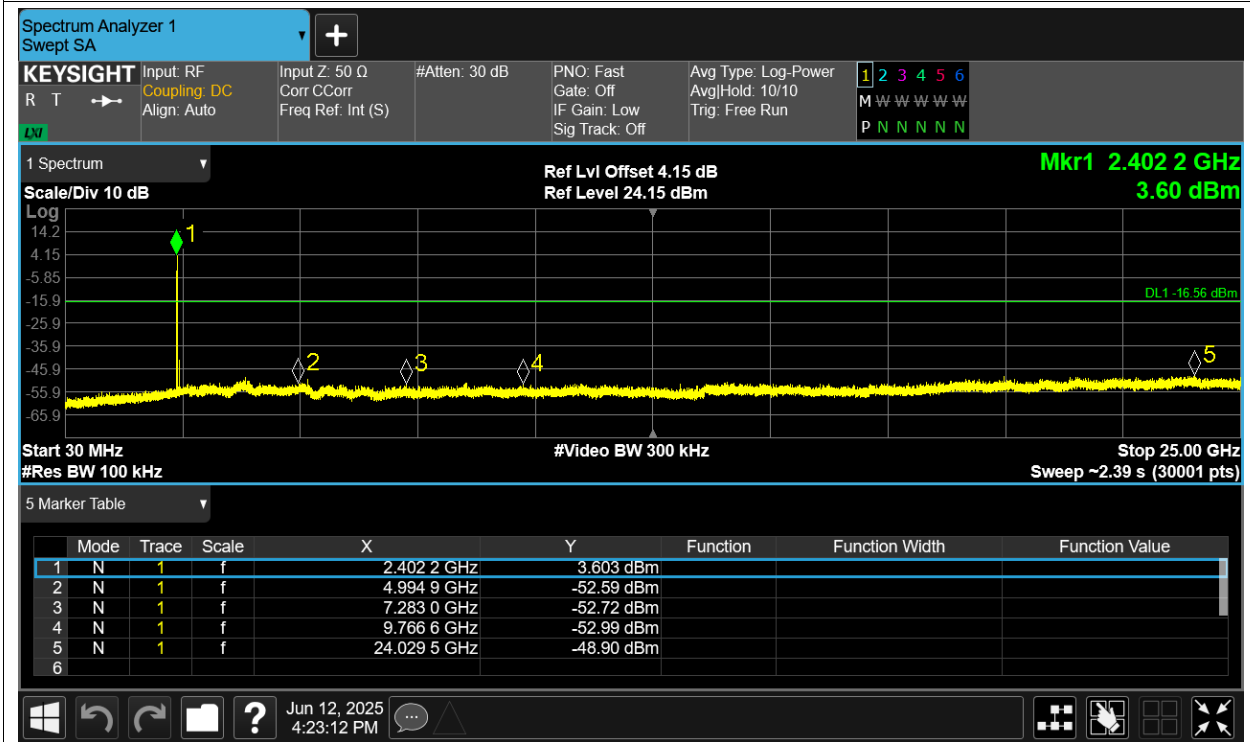 Spectrum Analyzer 1
Swept SA
KEYSIGHT Input: RF Input Z: 50 Ω #Atten: 30 dB PNO: Fast Avg Type: Log-Power 1 2 3 4 5 6
R T Coupling: DC Corr CCorr Gate: Off Avg|Hold: 10/10 M W W W W W
Align: Auto Freq Ref: Int (S) IF Gain: Low Trig: Free Run
LXI Sig Track: Off P N N N N N
1 Spectrum Ref Lvl Offset 4.15 dB Mkr1 2.402 2 GHz
Scale/Div 10 dB Ref Level 24.15 dBm 3.60 dBm
Log
14.2 1
4.15
-5.85
-15.9 DL1 -16.56 dBm
-25.9
-35.9
-45.9 2 3 4 5
-55.9
-65.9
Start 30 MHz #Video BW 300 kHz Stop 25.00 GHz
#Res BW 100 kHz Sweep ~2.39 s (30001 pts)
5 Marker Table
Mode Trace Scale X Y Function Function Width Function Value
1 N 1 f 2.402 2 GHz 3.603 dBm
2 N 1 f 4.994 9 GHz -52.59 dBm
3 N 1 f 7.283 0 GHz -52.72 dBm
4 N 1 f 9.766 6 GHz -52.99 dBm
5 N 1 f 24.029 5 GHz -48.90 dBm
6
? Jun 12, 2025
4:23:12 PM